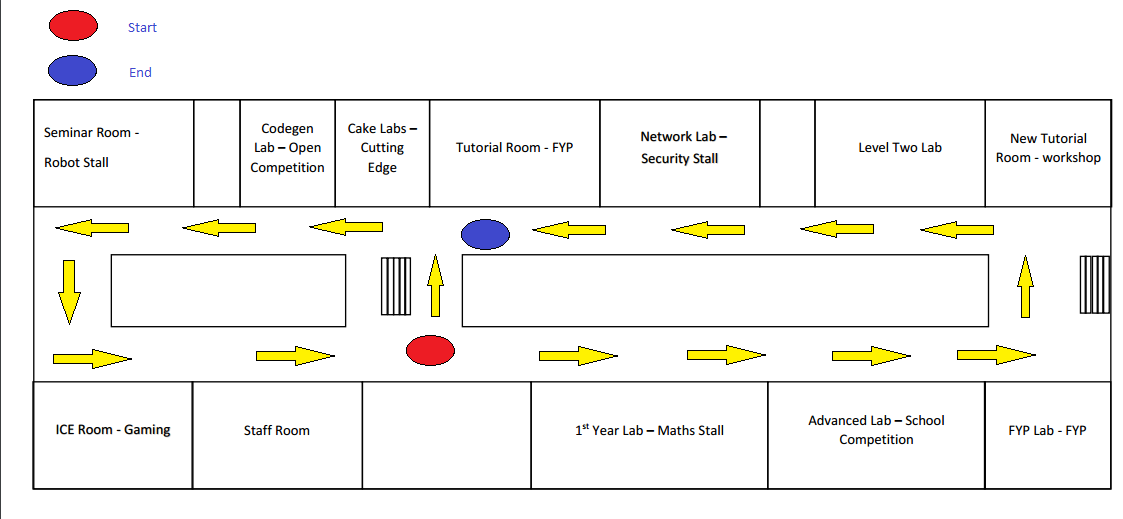 Start
End
Seminar Room -
Robot Stall
Codegen
Lab – Open
Competition
Cake Labs –
Cutting
Edge
Tutorial Room - FYP
Network Lab –
Security Stall
Level Two Lab
New Tutorial
Room - workshop
ICE Room - Gaming
Staff Room
1st Year Lab – Maths Stall
Advanced Lab – School
Competition
FYP Lab - FYP